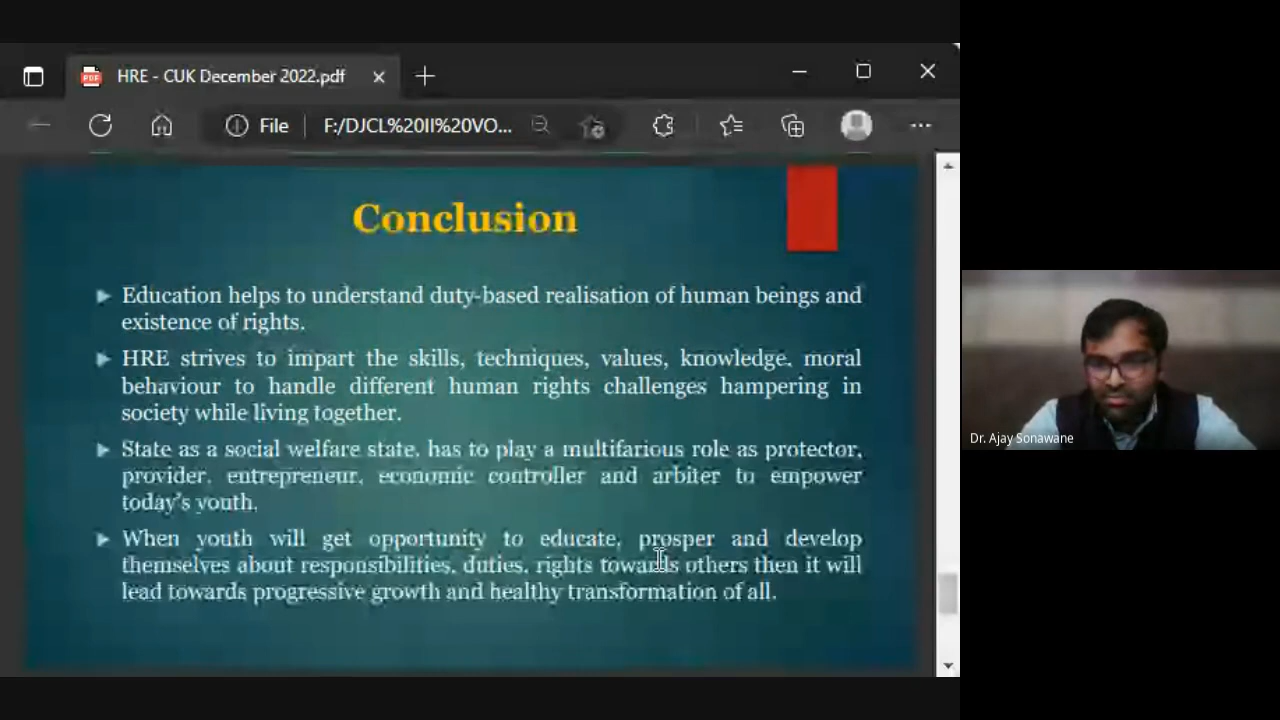 HRE - CUK December 2022.pdf
File
F:/DJCL%20II%20VO...
Conclusion
Education helps to understand duty-based realisation of human beings and
existence of rights.
HRE strives to impart the skills, techniques, values, knowledge, moral
behaviour to handle different human rights challenges hampering in
society while living together.
State as a social welfare state, has to play a multifarious role as protector,
provider, entrepreneur, economic controller and arbiter to empower
today's youth.
When youth will get opportunity to educate, prosper and develop
themselves about responsibilities, duties, rights towards others then it will
lead towards progressive growth and healthy transformation of all.
Dr. Ajay Sonawane